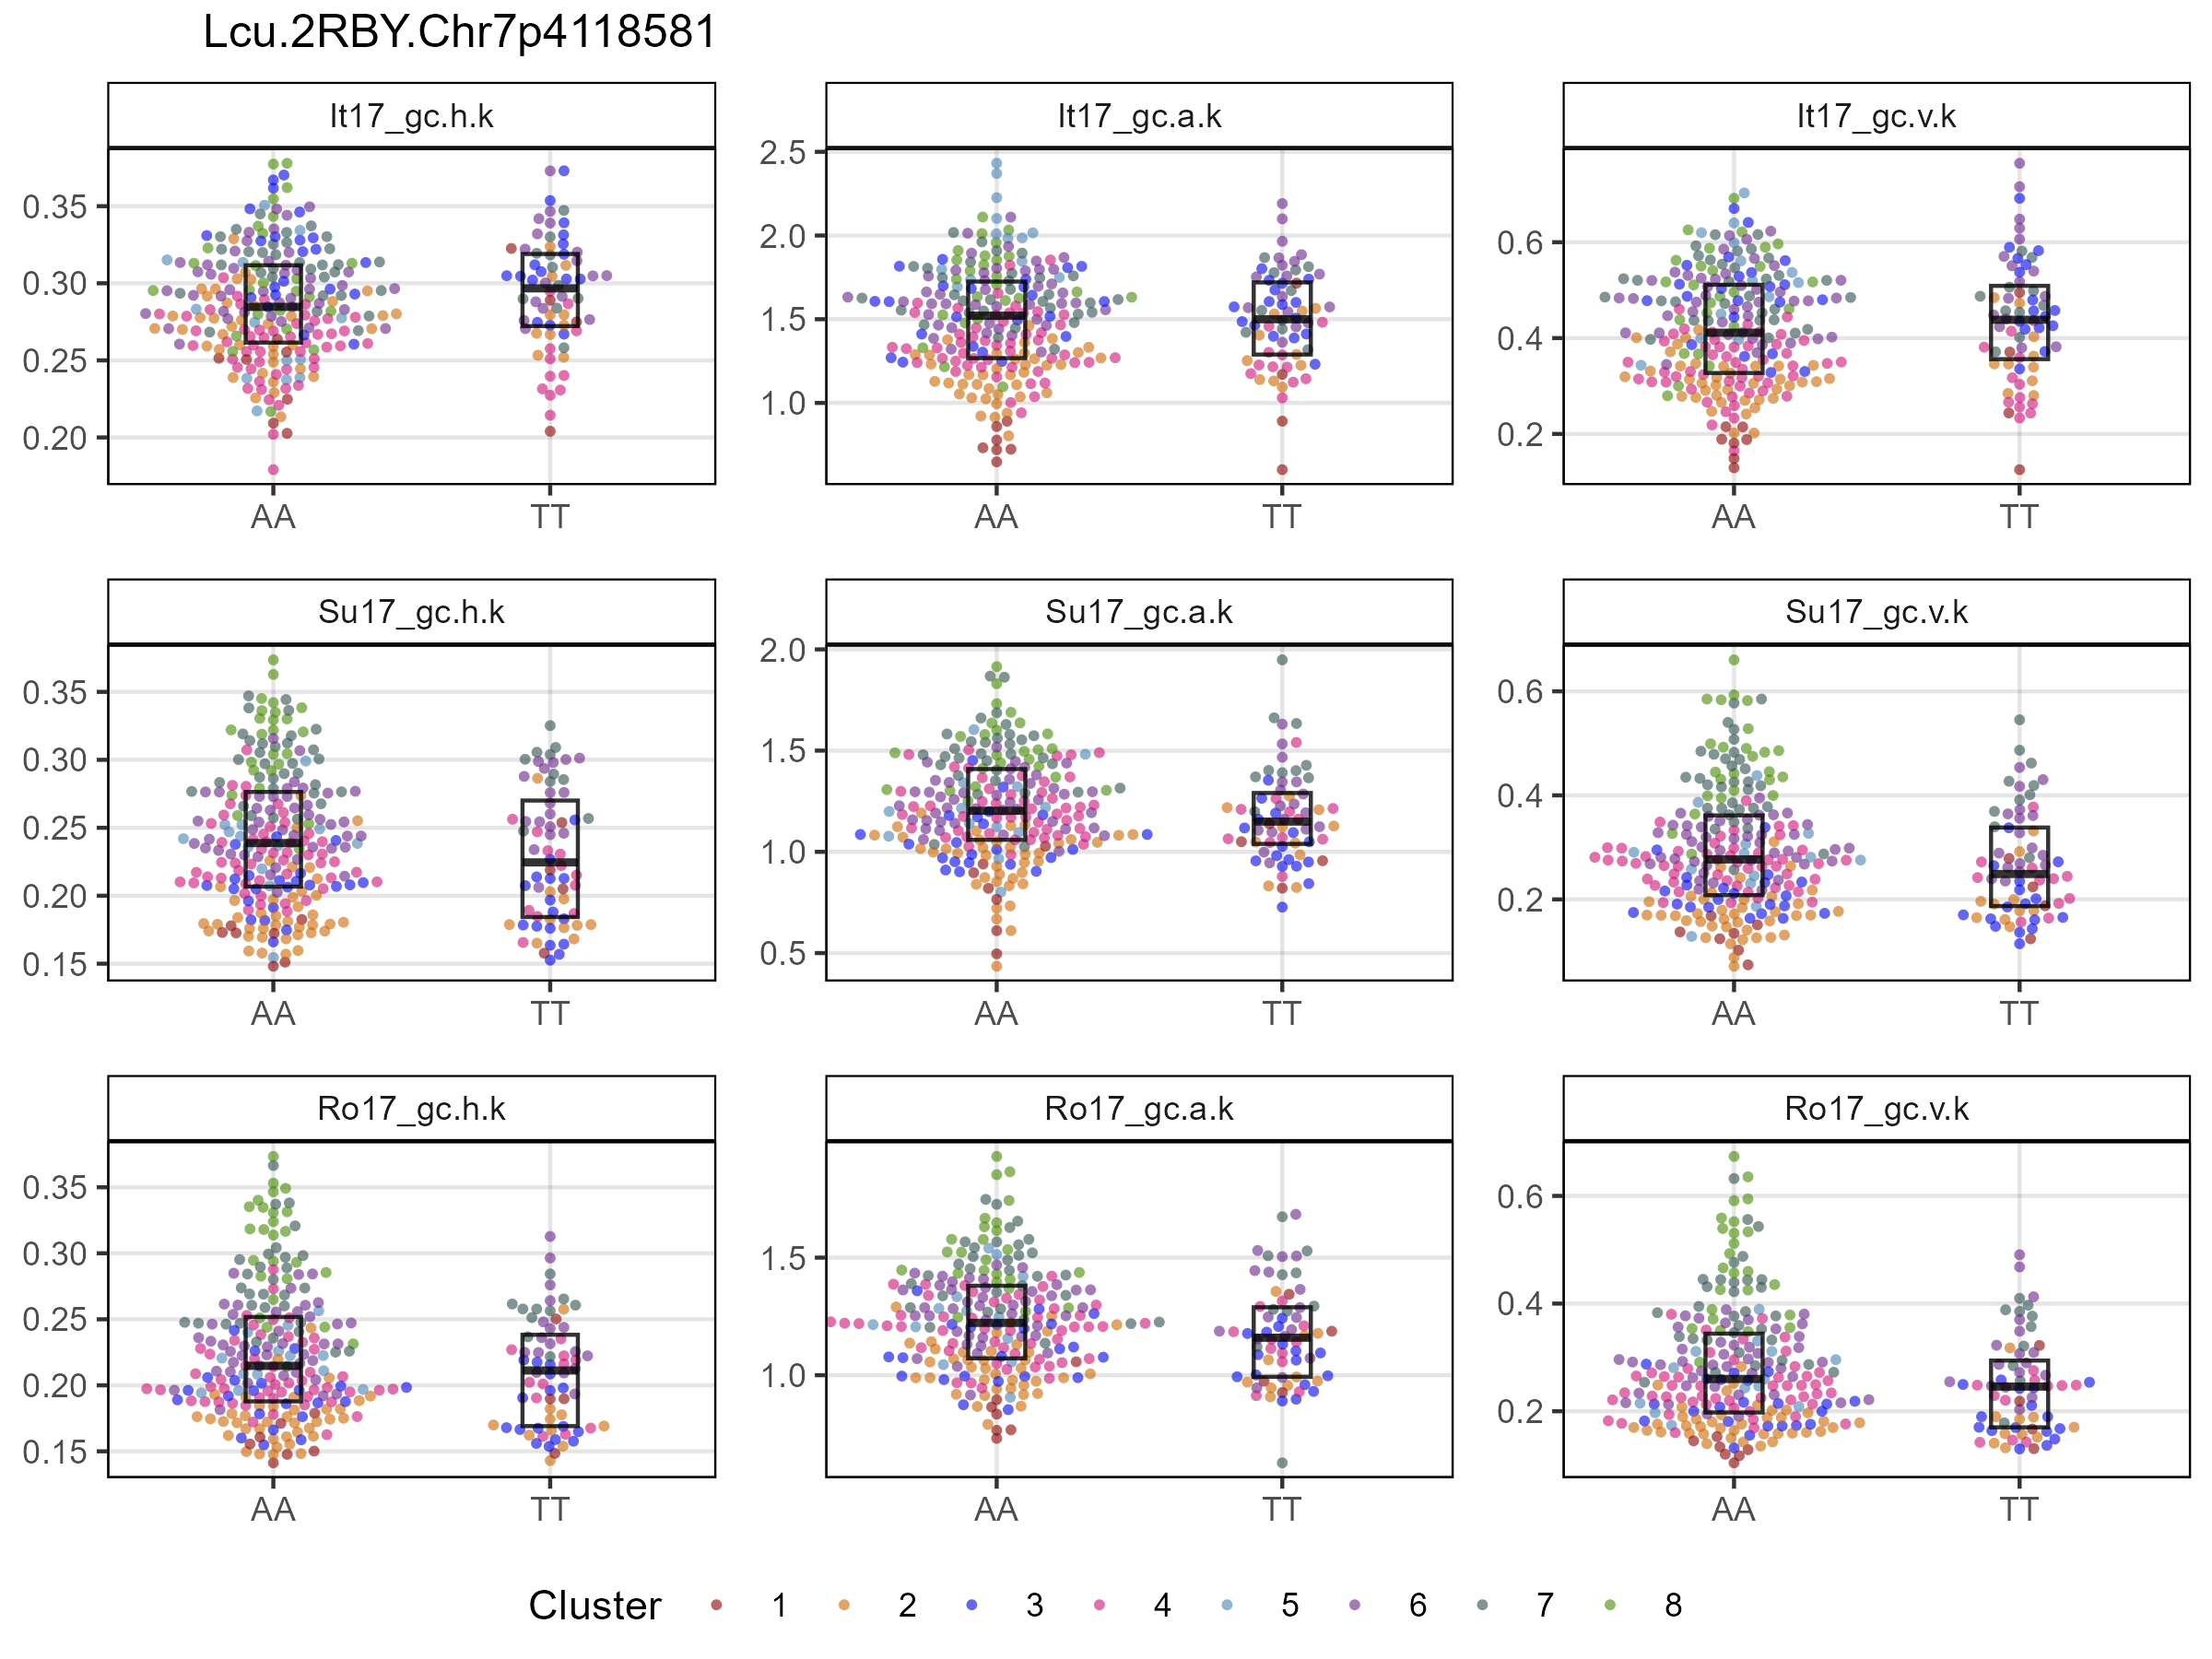 Lcu.2RBY.Chr7p4118581
It17_gc.h.k
It17_gc.a.k
It17_gc.v.k
0.35
0.30
0.25
0.20
AA TT
2.5
2.0
1.5
1.0
AA TT
0.6
0.4
0.2
AA TT
Su17_gc.h.k
Su17_gc.a.k
Su17_gc.v.k
0.35
0.30
0.25
0.20
0.15
AA TT
2.0
1.5
1.0
0.5
AA TT
0.6
0.4
0.2
AA TT
Ro17_gc.h.k
Ro17_gc.a.k
Ro17_gc.v.k
0.35
0.30
0.25
0.20
0.15
AA TT
1.5
1.0
AA TT
0.6
0.4
0.2
AA TT
Cluster 1 2 3 4 5 6 7 8